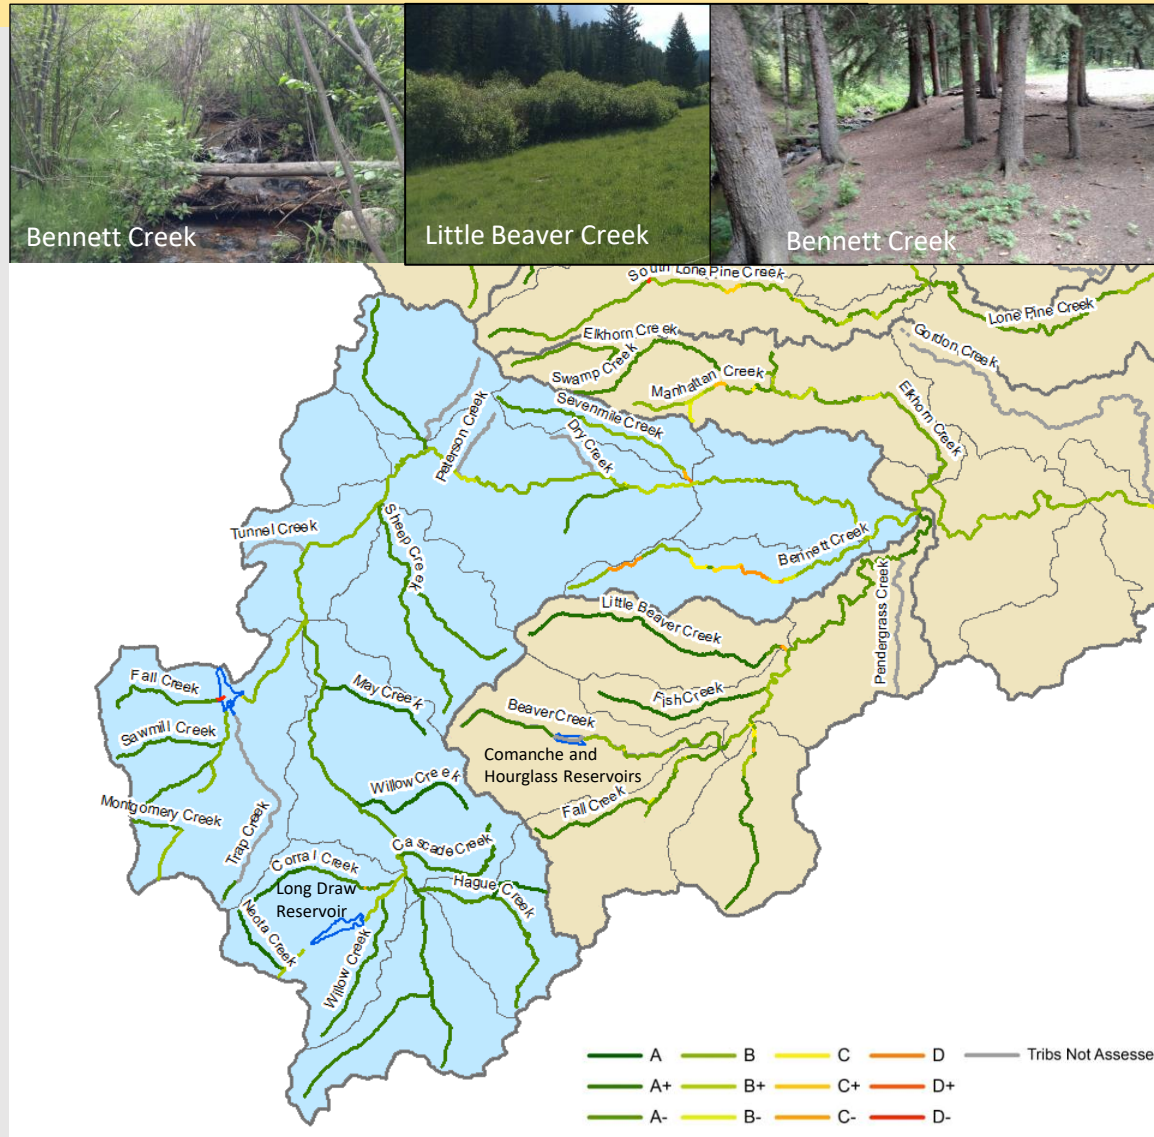 Bennett Creek
Little Beaver Creek
Bennett Creek
South Lone Pine Creek
Lone Pine Creek
Elkhorn Creek
Gordon Creek
Swamp Creek
Manhattan Creek
Elkhorn Creek
Sevenmile Creek
Peterson Creek
Dry Creek
Tunnel Creek
Sheep Creek
Bennett Creek
Pendergrass Creek
Little Beaver Creek
Fall Creek
May Creek
Fish Creek
Beaver Creek
Sawmill Creek
Comanche and
Hourglass Reservoirs
Willow Creek
Fall Creek
Montgomery Creek
Trap Creek
Cascade Creek
Corral Creek
Hague Creek
Long Draw
Reservoir
Neota Creek
Willow Creek
A B C D Tribs Not Assesse
A+ B+ C+ D+
A- B- C- D-